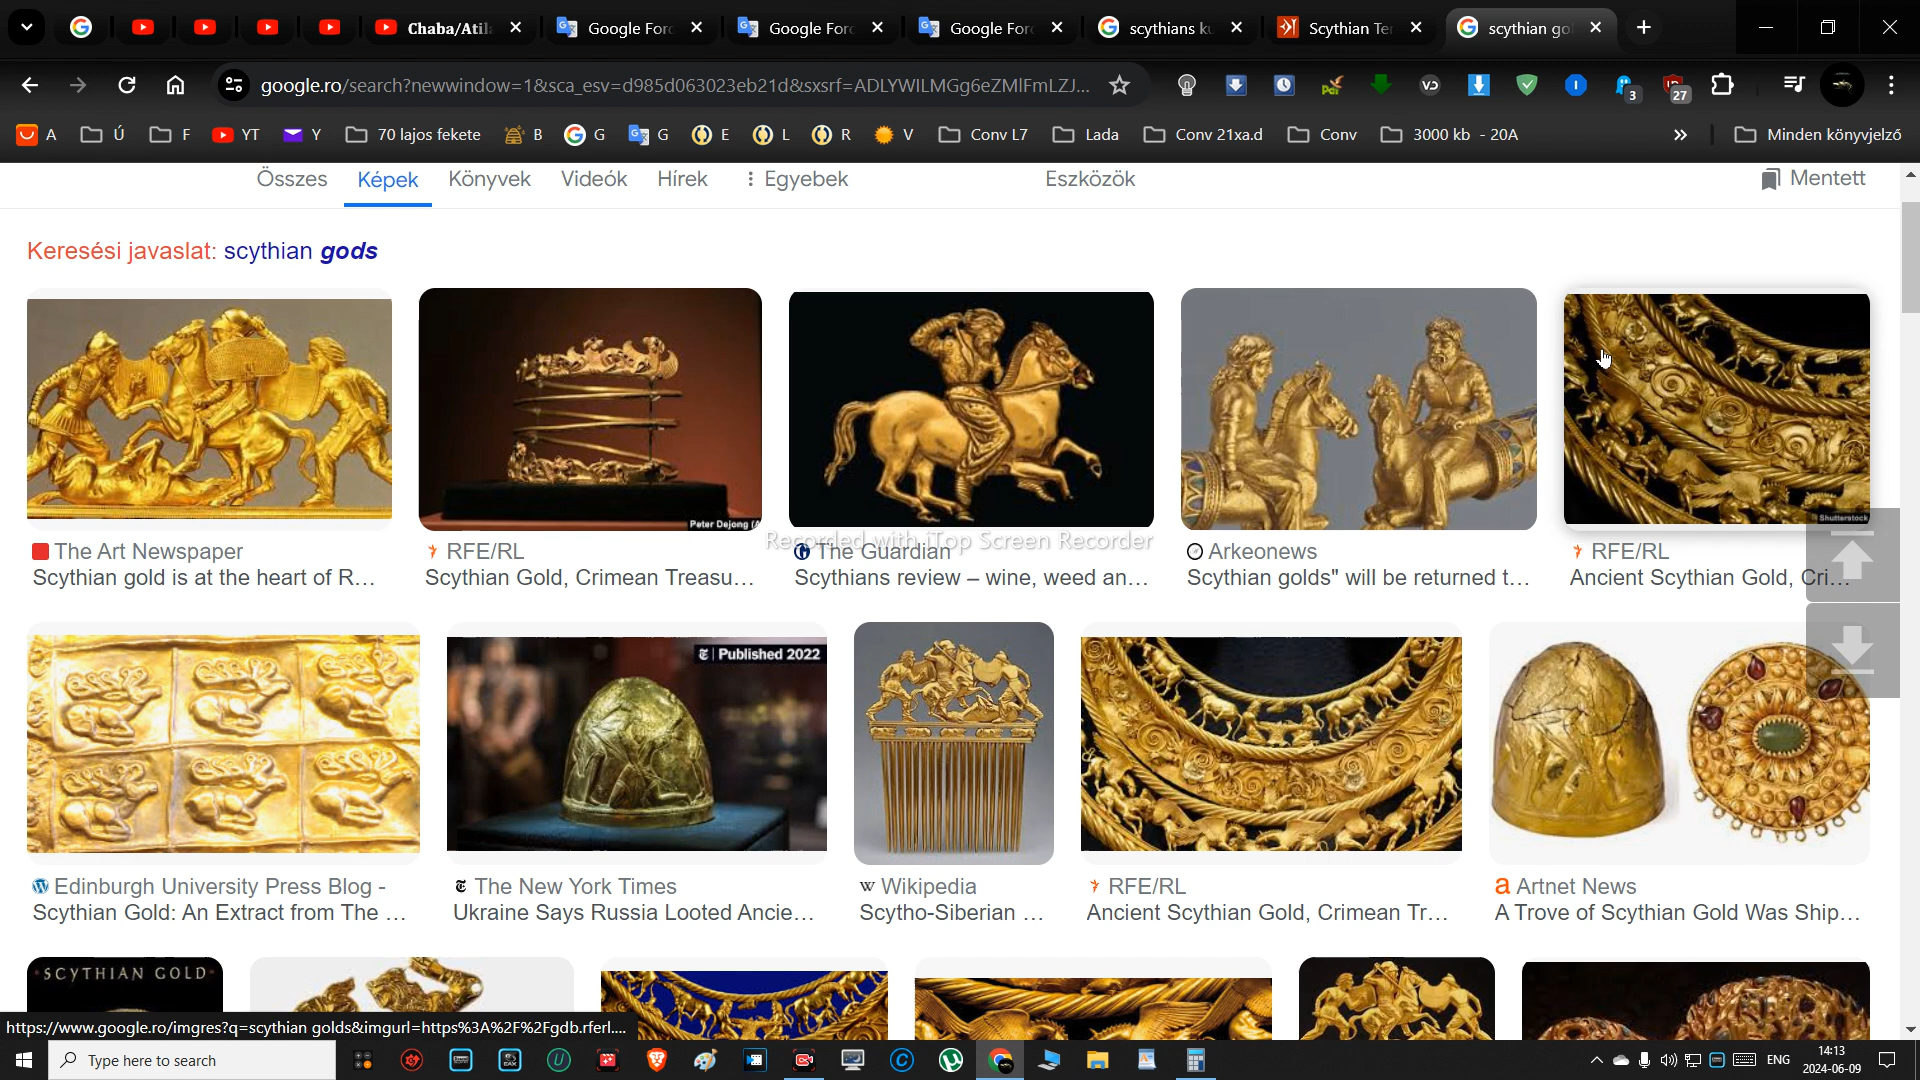 Chaba/Atil
Google For
Google For
Google For
scythians ku
Scythian Ter
scythian gol
google.ro/search?newwindow=1&sca_esv=d985d063023eb21d&sxsrf=ADLYWILMGg6eZMlFmLZJ...
3
27
A
Ú
F
YT
Y
70 lajos fekete
B
G
G
E
L
R
V
Conv L7
Lada
Conv 21xa.d
Conv
3000 kb - 20A
»
Minden könyvjelző
Összes
Képek
Könyvek
Videók
Hírek
Egyebek
Eszközök
Mentett
Keresési javaslat: scythian gods
Peter Dejong (A
Shutterstock
Recorded with iTop Screen Recorder
The Art Newspaper
Scythian gold is at the heart of R...
RFE/RL
Scythian Gold, Crimean Treasu...
The Guardian
Scythians review – wine, weed an...
Arkeonews
Scythian golds" will be returned t...
RFE/RL
Ancient Scythian Gold, Cri...
Published 2022
Edinburgh University Press Blog -
Scythian Gold: An Extract from The ...
The New York Times
Ukraine Says Russia Looted Ancie...
Wikipedia
Scytho-Siberian ...
RFE/RL
Ancient Scythian Gold, Crimean Tr...
Artnet News
A Trove of Scythian Gold Was Ship...
SCYTHIAN GOLD
https://www.google.ro/imgres?q=scythian golds&imgurl=https%3A%2F%2Fgdb.rferl....
Type here to search
ENG
14:13
2024-06-09